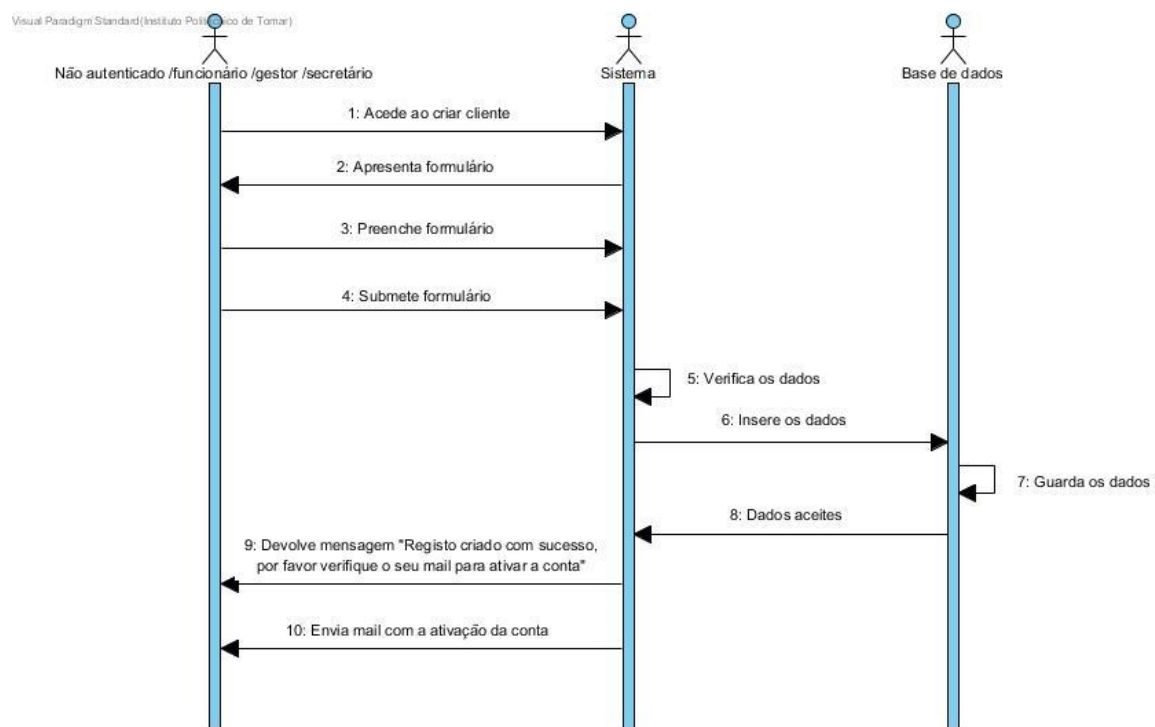 Visual Paradigm Standard(Instituto Politécnico de Tomar)
Não autenticado /funcionário /gestor /secretário
Sistema
Base de dados
1: Acede ao criar cliente
2: Apresenta formulário
3: Preenche formulário
4: Submete formulário
5: Verifica os dados
6: Insere os dados
7: Guarda os dados
8: Dados aceites
9: Devolve mensagem "Registo criado com sucesso,
por favor verifique o seu mail para ativar a conta"
10: Envia mail com a ativação da conta